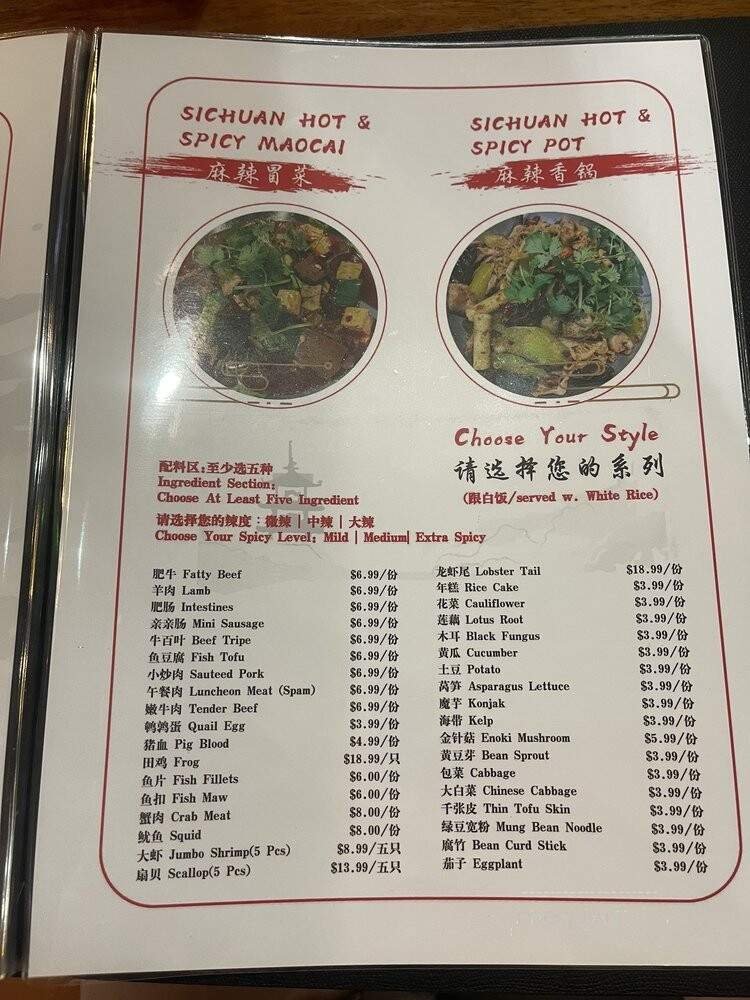 SICHUAN HOT &
SPICY MAOCAI
麻辣冒菜
SICHUAN HOT &
SPICY POT
麻辣香锅
Choose Your Style
请选择您的系列
(跟白饭/served w. White Rice)
配料区:至少选五种
Ingredient Section:
Choose At Least Five Ingredient
请选择您的辣度:微辣|中辣|大辣
Choose Your Spicy Level: Mild | Medium| Extra Spicy
肥牛 Fatty Beef $6.99/份
羊肉 Lamb $6.99/份
肥肠 Intestines $6.99/份
亲亲肠 Mini Sausage $6.99/份
牛百叶 Beef Tripe $6.99/份
鱼豆腐 Fish Tofu $6.99/份
小炒肉 Sauteed Pork $6.99/份
午餐肉 Luncheon Meat (Spam) $6.99/份
嫩牛肉 Tender Beef $6.99/份
鹌鹑蛋 Quail Egg $3.99/份
猪血 Pig Blood $4.99/份
田鸡 Frog $18.99/只
鱼片 Fish Fillets $6.00/份
鱼扣 Fish Maw $6.00/份
蟹肉 Crab Meat $8.00/份
鱿鱼 Squid $8.00/份
大虾 Jumbo Shrimp(5 Pcs) $8.99/五只
扇贝 Scallop(5 Pcs) $13.99/五只
龙虾尾 Lobster Tail $18.99/份
年糕 Rice Cake $3.99/份
花菜 Cauliflower $3.99/份
莲藕 Lotus Root $3.99/份
木耳 Black Fungus $3.99/份
黄瓜 Cucumber $3.99/份
土豆 Potato $3.99/份
莴笋 Asparagus Lettuce $3.99/份
魔芋 Konjak $3.99/份
海带 Kelp $3.99/份
金针菇 Enoki Mushroom $5.99/份
黄豆芽 Bean Sprout $3.99/份
包菜 Cabbage $3.99/份
大白菜 Chinese Cabbage $3.99/份
千张皮 Thin Tofu Skin $3.99/份
绿豆宽粉 Mung Bean Noodle $3.99/份
腐竹 Bean Curd Stick $3.99/份
茄子 Eggplant $3.99/份